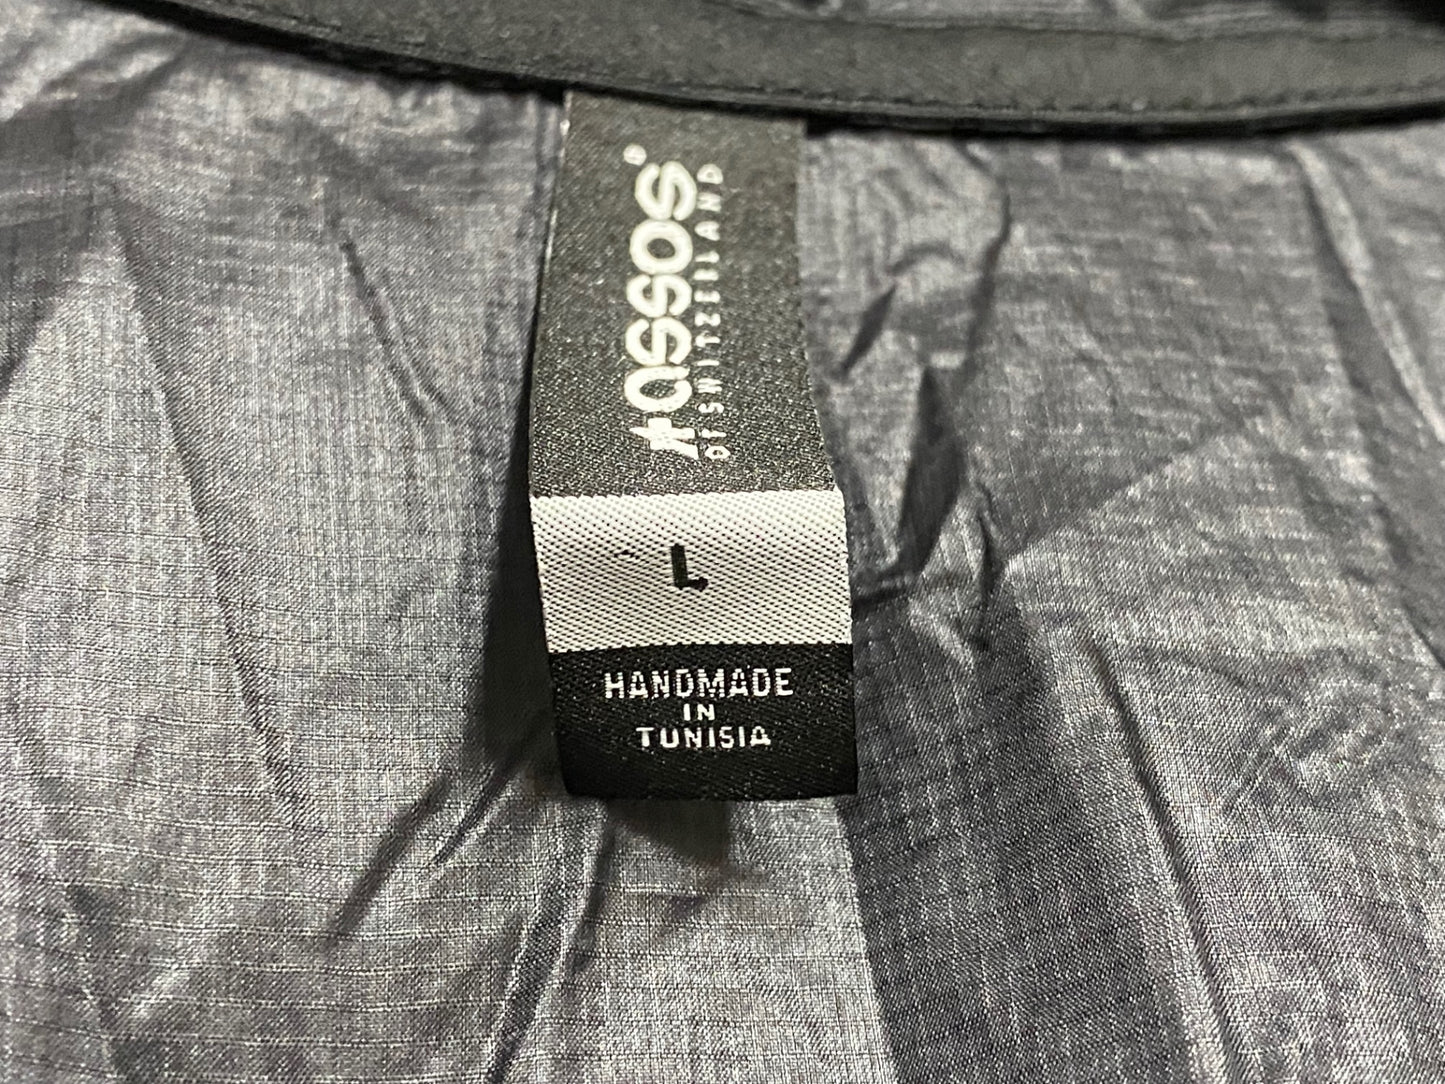 assos®
of SWITZERLAND
L
HANDMADE
IN
TUNISIA